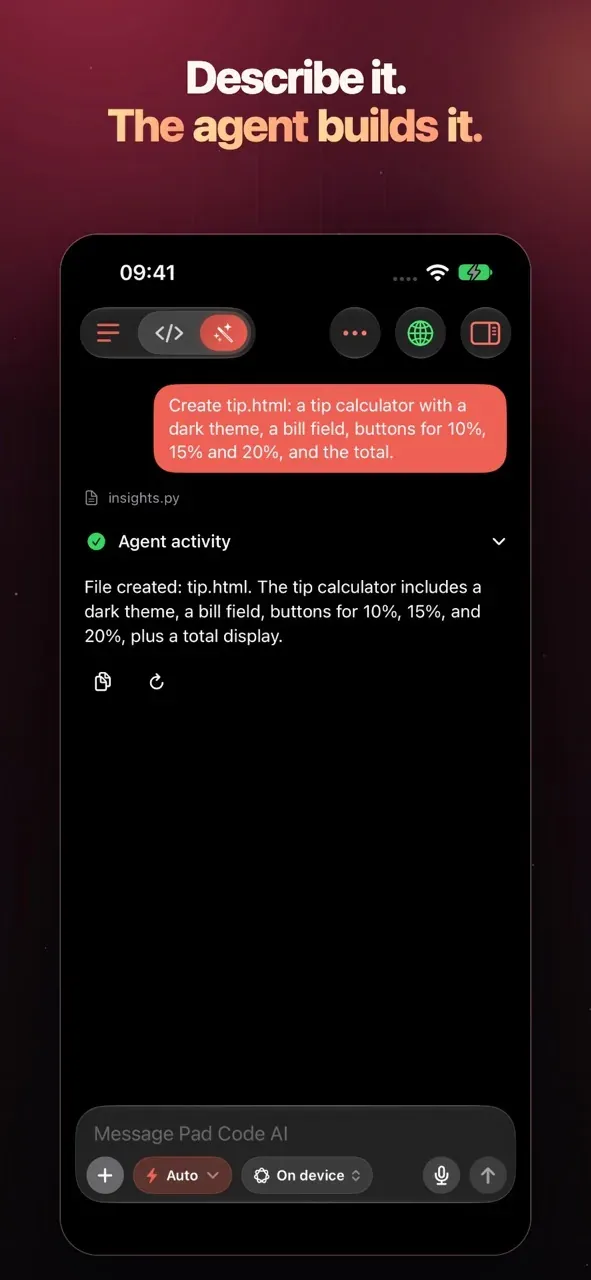 Describe it.
The agent builds it.
09:41
</>
Create tip.html: a tip calculator with a
dark theme, a bill field, buttons for 10%,
15% and 20%, and the total.
insights.py
Agent activity
File created: tip.html. The tip calculator includes a
dark theme, a bill field, buttons for 10%, 15%, and
20%, plus a total display.
Message Pad Code AI
Auto
On device